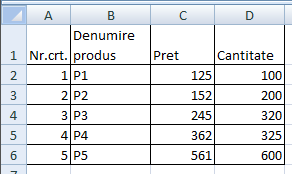 A B C D
1 Nr.crt. Denumire produs Pret Cantitate
2 1 P1 125 100
3 2 P2 152 200
4 3 P3 245 320
5 4 P4 362 325
6 5 P5 561 600
7